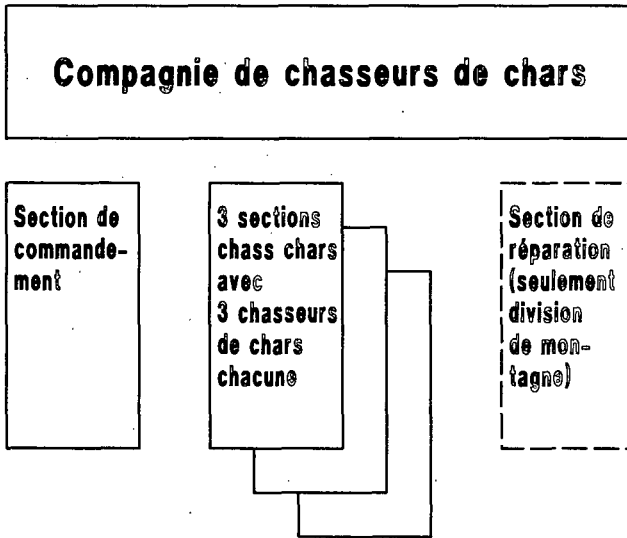 Compagnie de chasseurs de chars
Section de
commande-
ment
3 sections
chass chars
avec
3 chasseurs
de chars
chacune
Section de
réparation
(seulement
division
de mon-
tagne)